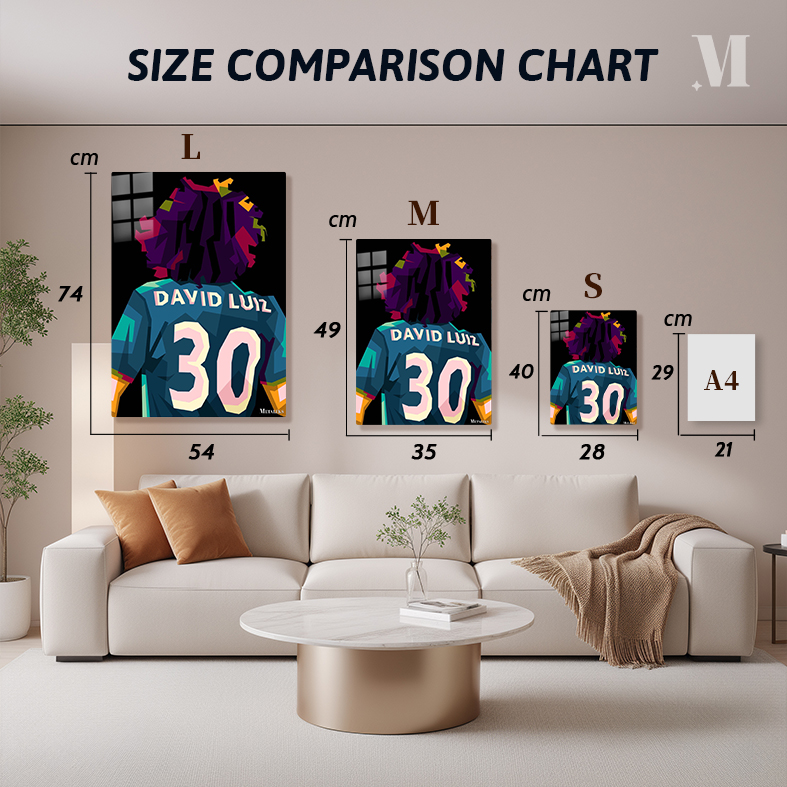 SIZE COMPARISON CHART
M
L
cm
74
54
DAVID LUIZ
30
M
cm
49
35
DAVID LUIZ
30
S
cm
40
28
DAVID LUIZ
30
cm
29
21
A4